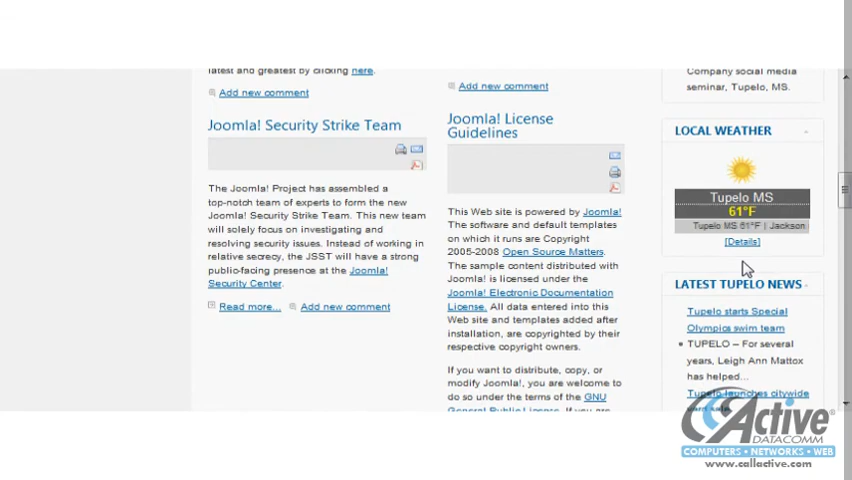 latest and greatest by clicking here.
Add new comment
Joomla! Security Strike Team
The Joomla! Project has assembled a
top-notch team of experts to form the new
Joomla! Security Strike Team. This new team
will solely focus on investigating and
resolving security issues. Instead of working in
relative secrecy, the JSST will have a strong
public-facing presence at the Joomla!
Security Center.
Read more... Add new comment
Add new comment
Joomla! License
Guidelines
This Web site is powered by Joomla!
The software and default templates
on which it runs are Copyright
2005-2008 Open Source Matters.
The sample content distributed with
Joomla! is licensed under the
Joomla! Electronic Documentation
License. All data entered into this
Web site and templates added after
installation, are copyrighted by their
respective copyright owners.
If you want to distribute, copy, or
modify Joomla!, you are welcome to
do so under the terms of the GNU
General Public License. If you are
Company social media
seminar, Tupelo, MS.
LOCAL WEATHER
Tupelo MS
61°F
Tupelo MS 61°F | Jackson
[Details]
LATEST TUPELO NEWS
Tupelo starts Special
Olympics swim team
TUPELO – For several
years, Leigh Ann Mattox
has helped...
Tupelo launches citywide
Active
DATACOMM
COMPUTERS • NETWORKS • WEB
www.callactive.com